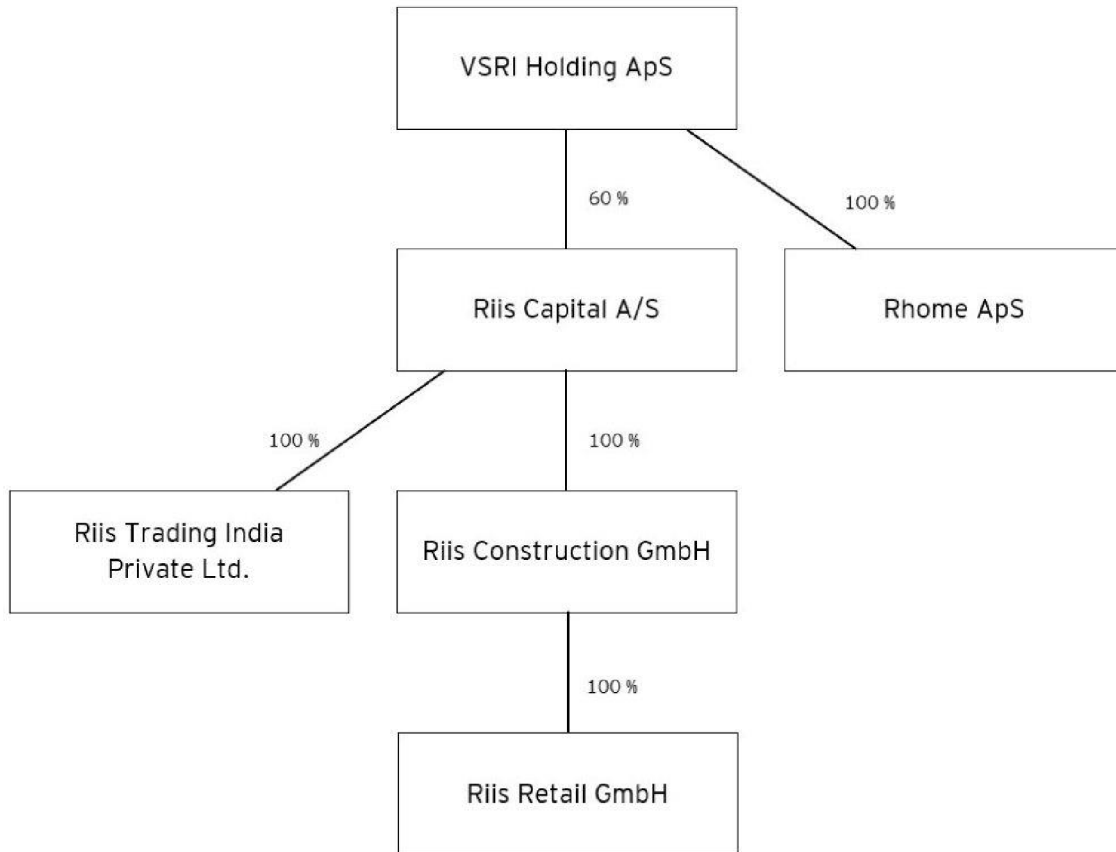 VSRI Holding ApS
60 %
100 %
Riis Capital A/S
Rhome ApS
100 %
100 %
Riis Trading India
Private Ltd.
Riis Construction GmbH
100 %
Riis Retail GmbH